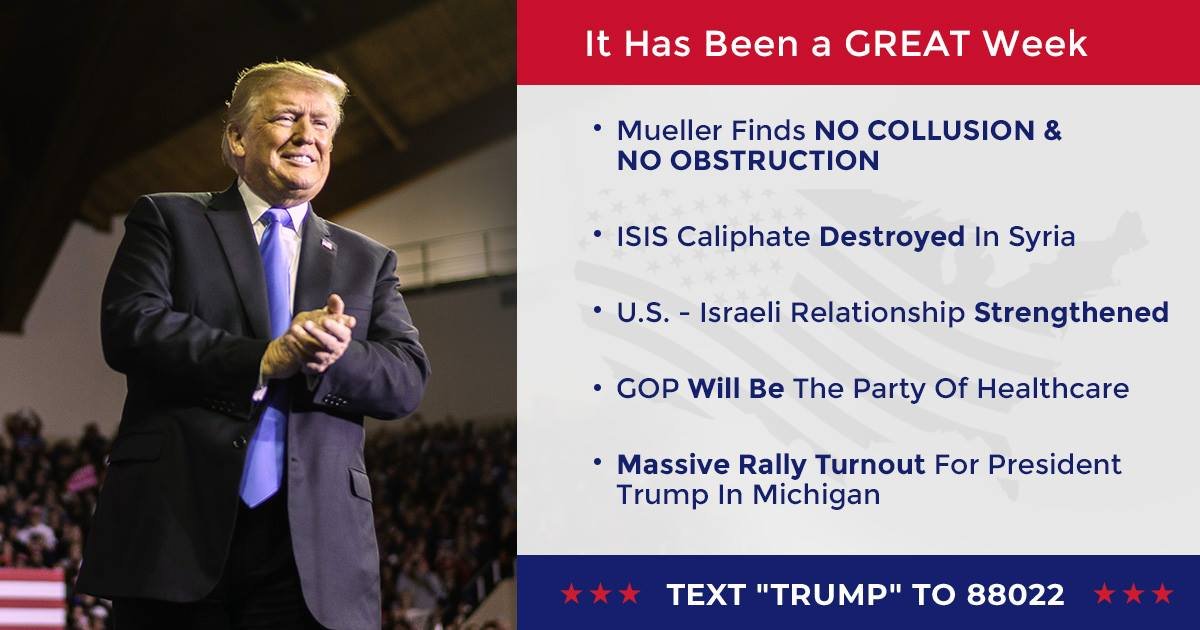 It Has Been a GREAT Week
• Mueller Finds NO COLLUSION &
NO OBSTRUCTION
• ISIS Caliphate Destroyed In Syria
• U.S. - Israeli Relationship Strengthened
• GOP Will Be The Party Of Healthcare
• Massive Rally Turnout For President
Trump In Michigan
★★★ TEXT "TRUMP" TO 88022 ★★★